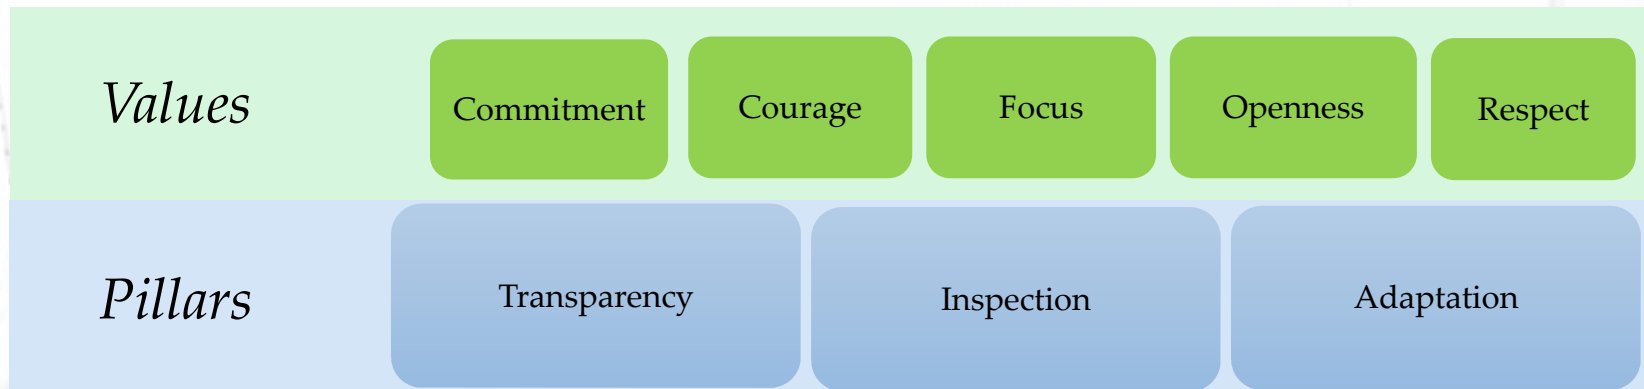 Values
Commitment
Courage
Focus
Openness
Respect
Pillars
Transparency
Inspection
Adaptation